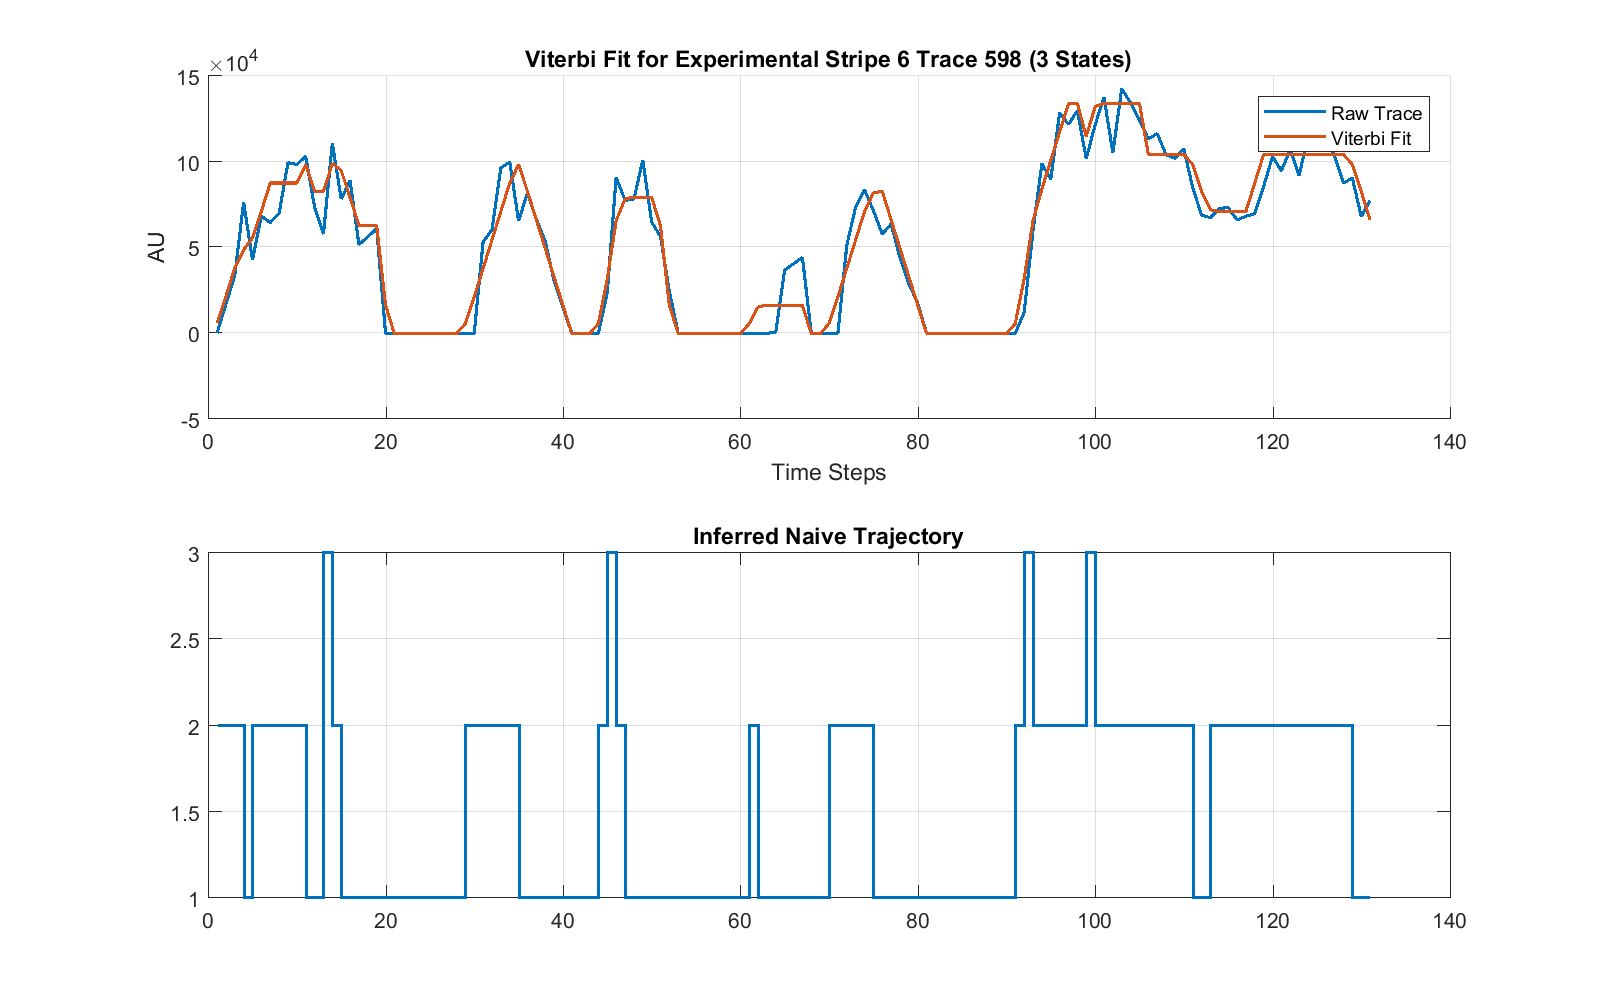 Viterbi Fit for Experimental Stripe 6 Trace 598 (3 States)
×10^4
15
10
5
0
-5
AU
Raw Trace
Viterbi Fit
0 20 40 60 80 100 120 140
Time Steps
Inferred Naive Trajectory
3
2.5
2
1.5
1
0 20 40 60 80 100 120 140